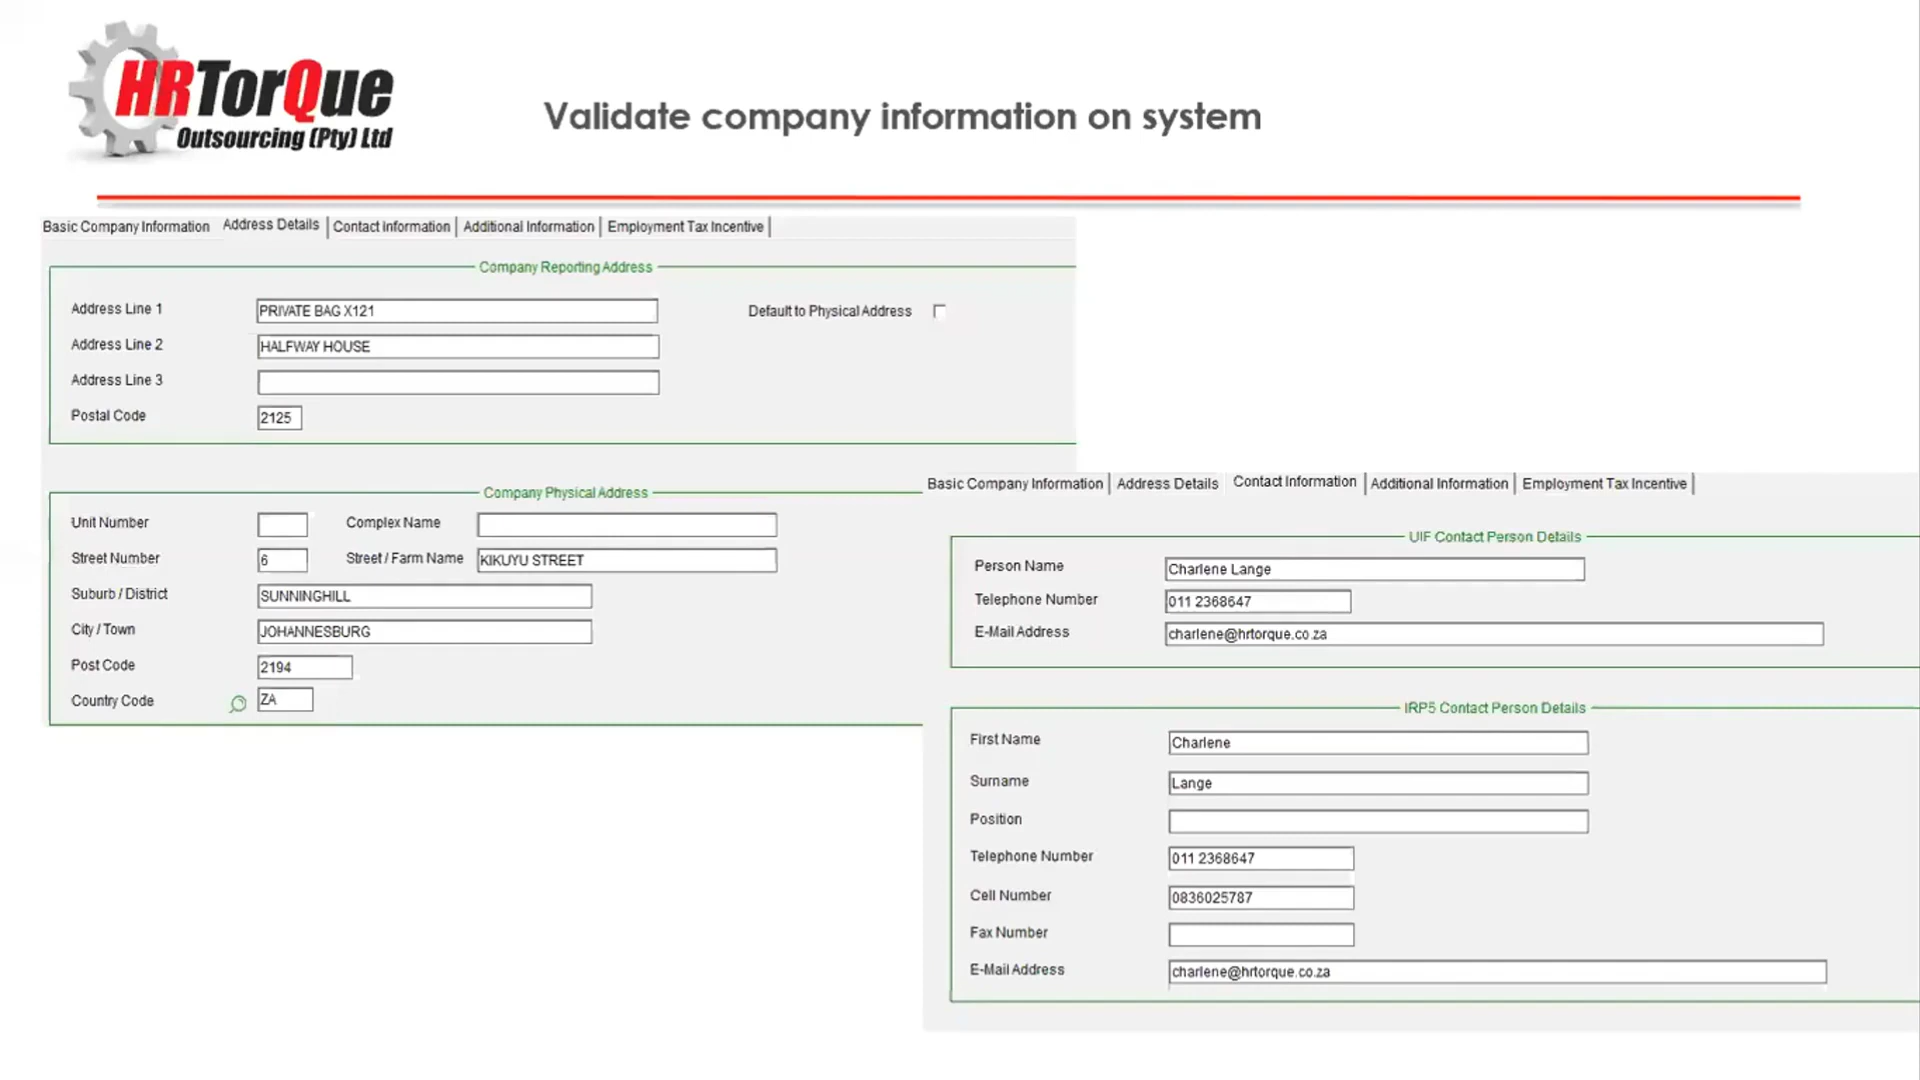 HRTorQue
Outsourcing (Pty) Ltd
Validate company information on system
Basic Company Information Address Details Contact Information Additional Information Employment Tax Incentive
Company Reporting Address
Address Line 1 PRIVATE BAG X121 Default to Physical Address
Address Line 2 HALFWAY HOUSE
Address Line 3
Postal Code 2125
Company Physical Address
Unit Number Complex Name
Street Number 6 Street / Farm Name KIKUYU STREET
Suburb / District SUNNINGHILL
City / Town JOHANNESBURG
Post Code 2194
Country Code ZA
Basic Company Information Address Details Contact Information Additional Information Employment Tax Incentive
UIF Contact Person Details
Person Name Charlene Lange
Telephone Number 011 2368647
E-Mail Address charlene@hrtorque.co.za
IRP5 Contact Person Details
First Name Charlene
Surname Lange
Position
Telephone Number 011 2368647
Cell Number 0836025787
Fax Number
E-Mail Address charlene@hrtorque.co.za